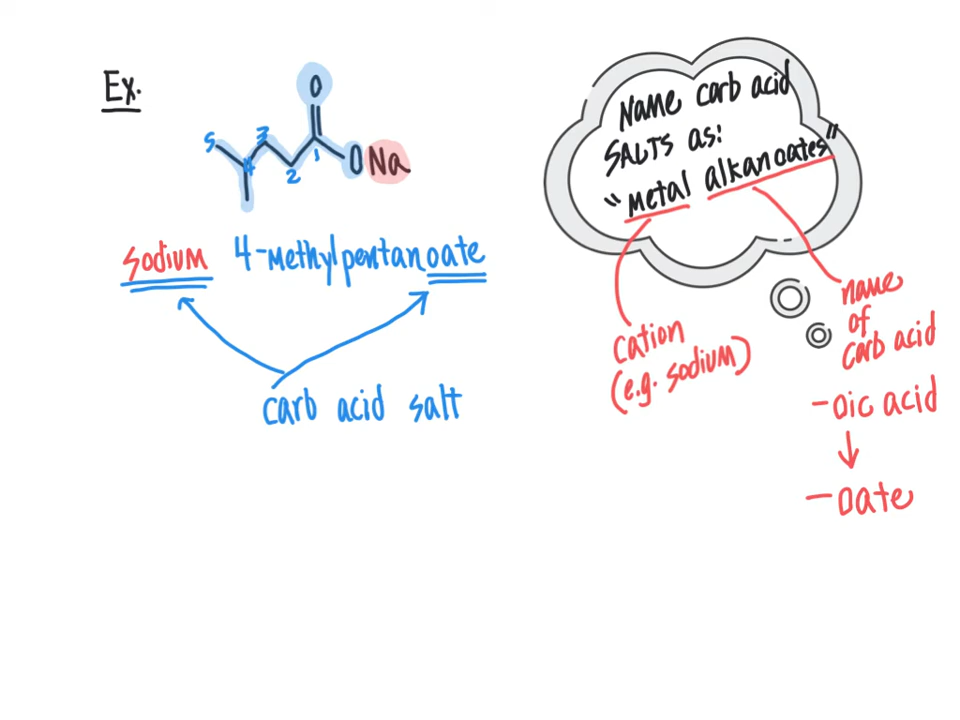 Ex.
O
5
3
4
2
1
ONa
sodium 4-methylpentanoate
carb acid salt
Name carb acid
SALTS as:
"metal alkanoates"
cation
(e.g. sodium)
name
of
carb acid
-oic acid
-oate